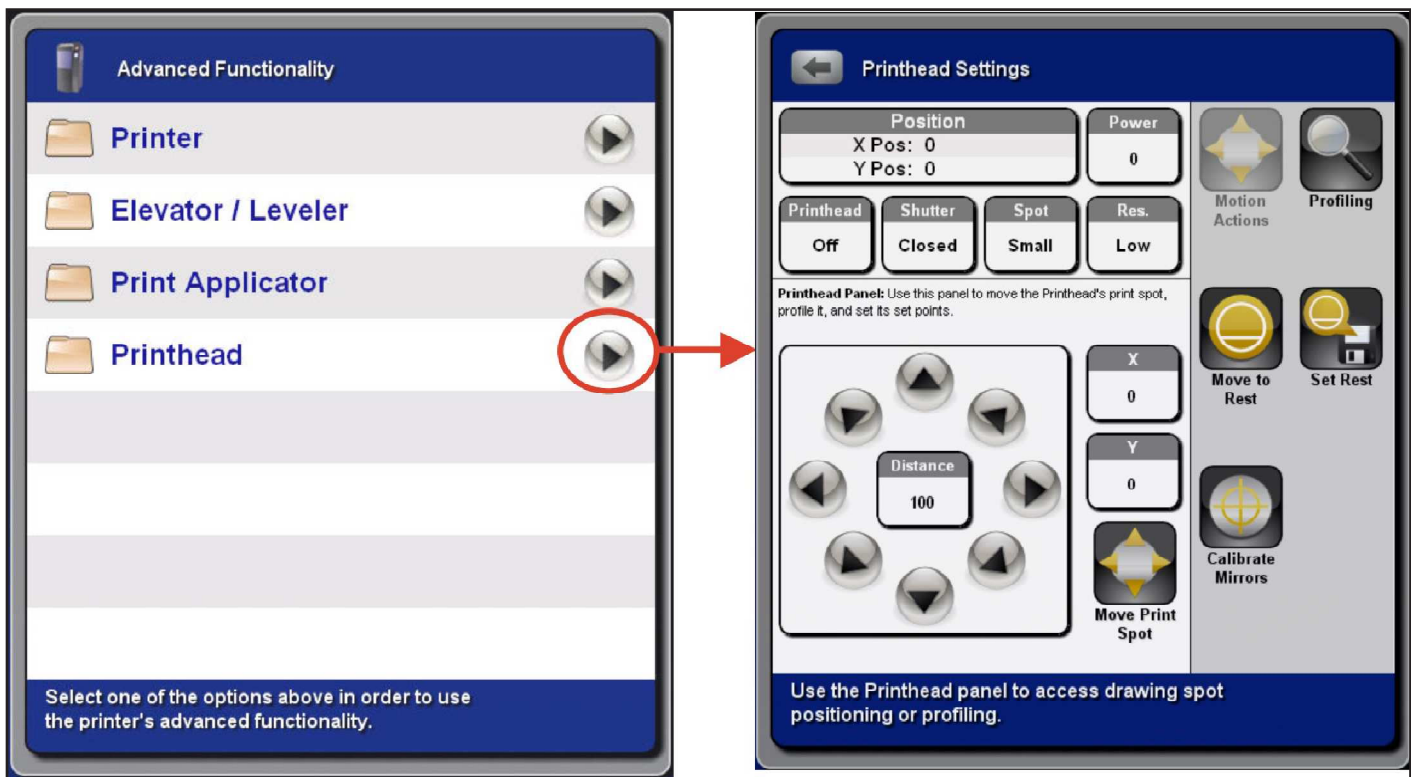 Advanced Functionality
Printer
Elevator / Leveler
Print Applicator
Printhead
Select one of the options above in order to use
the printer's advanced functionality.
Printhead Settings
Position
X Pos: 0
Y Pos: 0
Power
0
Printhead
Off
Shutter
Closed
Spot
Small
Res.
Low
Printhead Panel: Use this panel to move the Printhead's print spot,
profile it, and set its set points.
Distance
100
X
0
Y
0
Move Print
Spot
Motion
Actions
Profiling
Move to
Rest
Set Rest
Calibrate
Mirrors
Use the Printhead panel to access drawing spot
positioning or profiling.